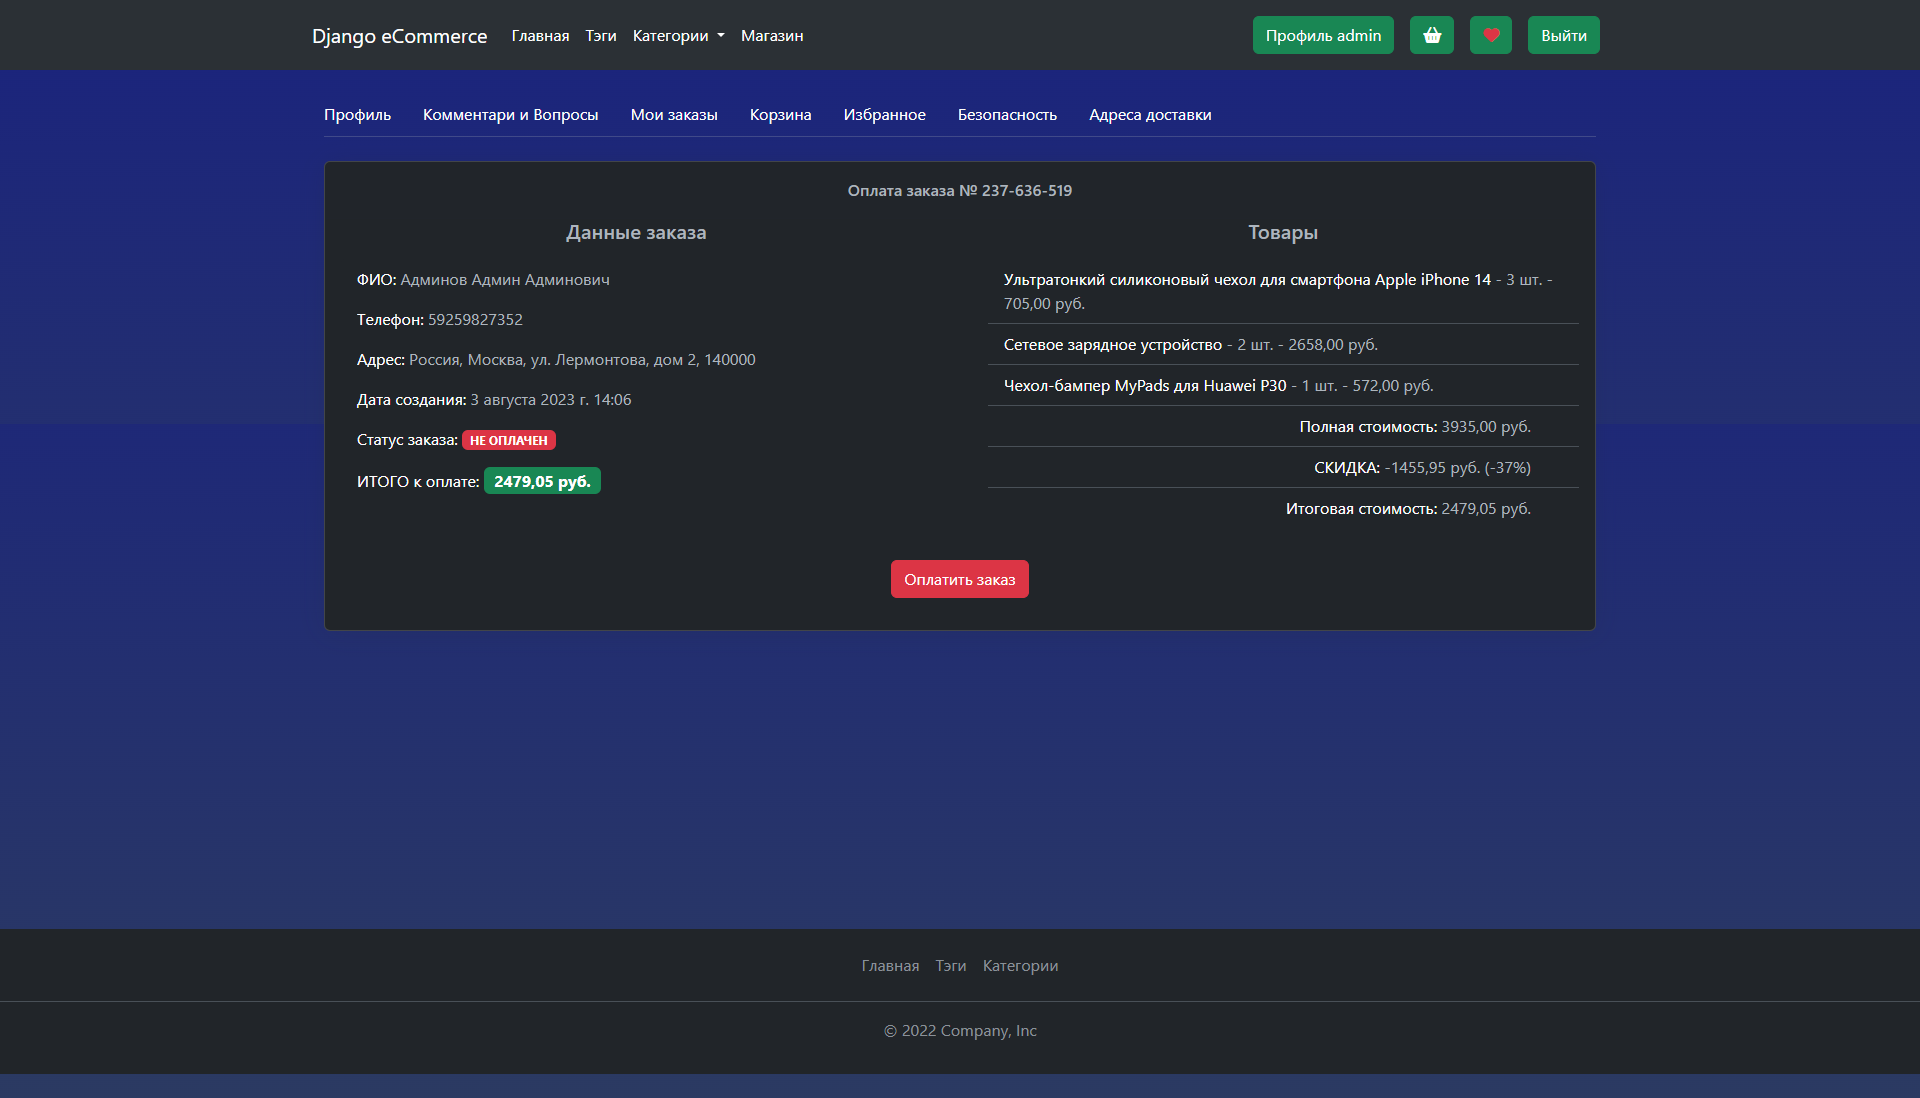 Django eCommerce Главная Тэги Категории Магазин Профиль admin Выйти
Профиль Комментари и Вопросы Мои заказы Корзина Избранное Безопасность Адреса доставки
Оплата заказа № 237-636-519
Данные заказа
ФИО: Админов Админ Админович
Телефон: 59259827352
Адрес: Россия, Москва, ул. Лермонтова, дом 2, 140000
Дата создания: 3 августа 2023 г. 14:06
Статус заказа: НЕ ОПЛАЧЕН
ИТОГО к оплате: 2479,05 руб.
Товары
Ультратонкий силиконовый чехол для смартфона Apple iPhone 14 - 3 шт. -
705,00 руб.
Сетевое зарядное устройство - 2 шт. - 2658,00 руб.
Чехол-бампер MyPads для Huawei P30 - 1 шт. - 572,00 руб.
Полная стоимость: 3935,00 руб.
СКИДКА: -1455,95 руб. (-37%)
Итоговая стоимость: 2479,05 руб.
Оплатить заказ
Главная Тэги Категории
© 2022 Company, Inc